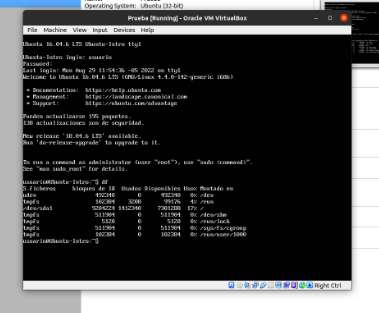 Operating System: Ubuntu (32-bit)
Prueba [Running] - Oracle VM VirtualBox
File Machine View Input Devices Help
Ubuntu 16.04.6 LTS Ubuntu-Intro tty1
Ubuntu-Intro login: usuario
Password:
Last login: Mon Aug 29 11:54:36 -05 2022 on tty1
Welcome to Ubuntu 16.04.6 LTS (GNU/Linux 4.4.0-142-generic i686)
* Documentation: https://help.ubuntu.com
* Management: https://landscape.canonical.com
* Support: https://ubuntu.com/advantage
Pueden actualizarse 195 paquetes.
130 actualizaciones son de seguridad.
New release '18.04.6 LTS' available.
Run 'do-release-upgrade' to upgrade to it.
To run a command as administrator (user "root"), use "sudo <command>".
See "man sudo_root" for details.
usuario@Ubuntu-Intro:~$ df
S.ficheros bloques de 1K Usados Disponibles Uso% Montado en
udev 492340 0 492340 0% /dev
tmpfs 102384 3208 99176 4% /run
/dev/sda1 9204224 1412340 7301288 17% /
tmpfs 511904 0 511904 0% /dev/shm
tmpfs 5120 0 5120 0% /run/lock
tmpfs 511904 0 511904 0% /sys/fs/cgroup
tmpfs 102384 0 102384 0% /run/user/1000
usuario@Ubuntu-Intro:~$
Right Ctrl